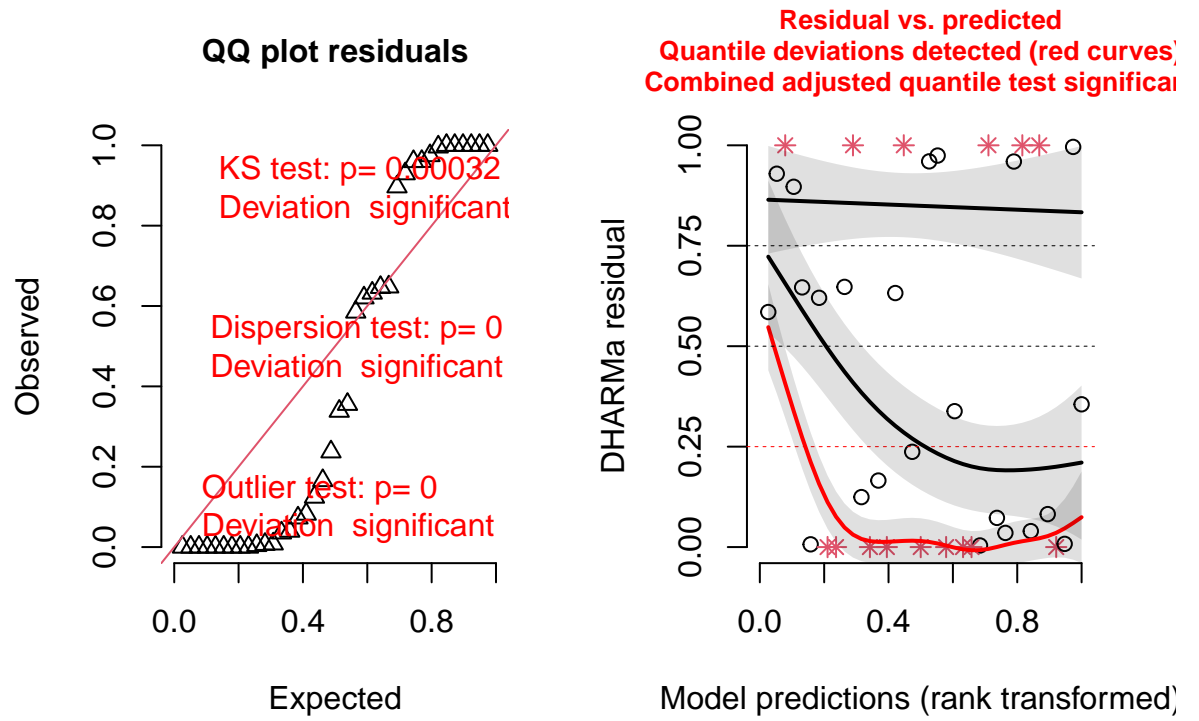 QQ plot residuals
KS test: p= 0.00032
Deviation significant
Dispersion test: p= 0
Deviation significant
Outlier test: p= 0
Deviation significant
Observed
0.0 0.2 0.4 0.6 0.8 1.0
0.0 0.4 0.8
Expected
Residual vs. predicted
Quantile deviations detected (red curves)
Combined adjusted quantile test significan
DHARMa residual
0.00 0.25 0.50 0.75 1.00
0.0 0.4 0.8
Model predictions (rank transformed)